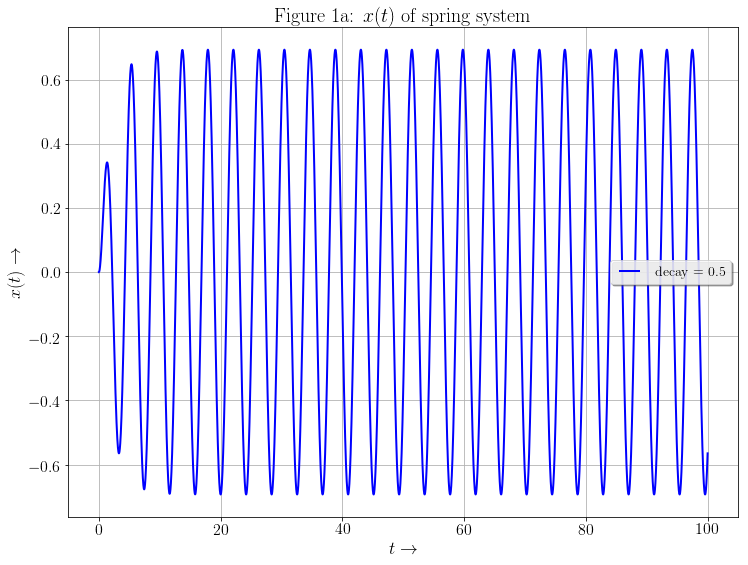 Figure 1a: x(t) of spring system
0.6
0.4
0.2
0.0
−0.2
−0.4
−0.6
x(t) →
decay = 0.5
0 20 40 60 80 100
t →